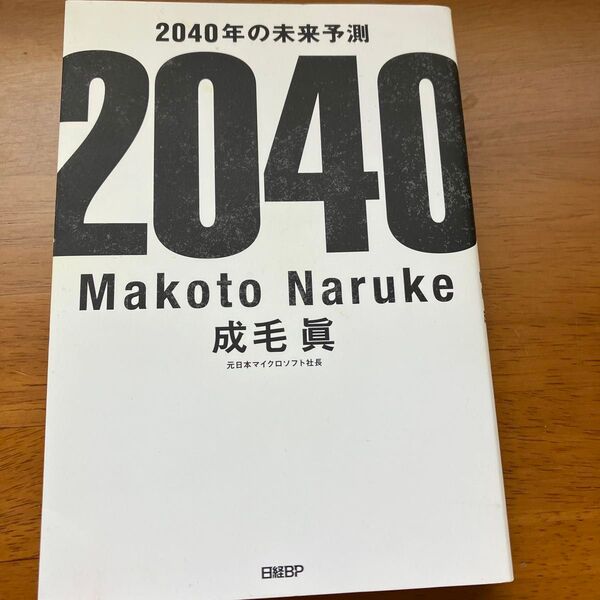 2040年の未来予測
2040
Makoto Naruke
成毛 眞
元日本マイクロソフト社長
日経BP